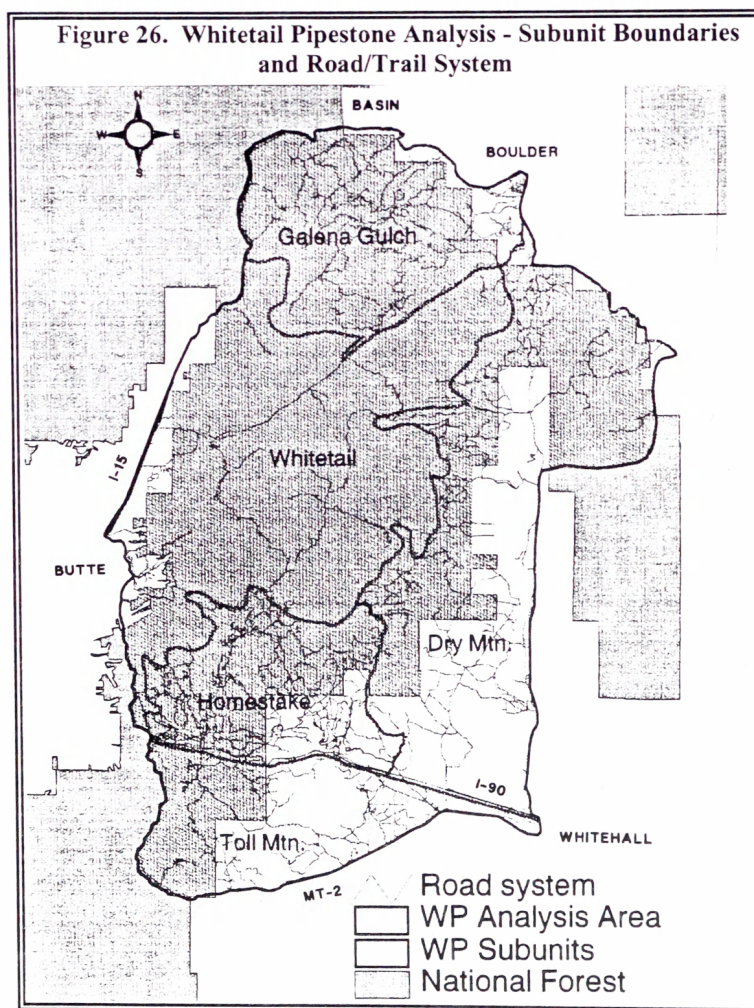 Figure 26. Whitetail Pipestone Analysis - Subunit Boundaries
and Road/Trail System
N
W E
S
BASIN
BOULDER
Galena Gulch
I-15
Whitetail
BUTTE
Dry Mtn.
Homestake
I-90
WHITEHALL
Toll Mtn.
MT-2
Road system
WP Analysis Area
WP Subunits
National Forest